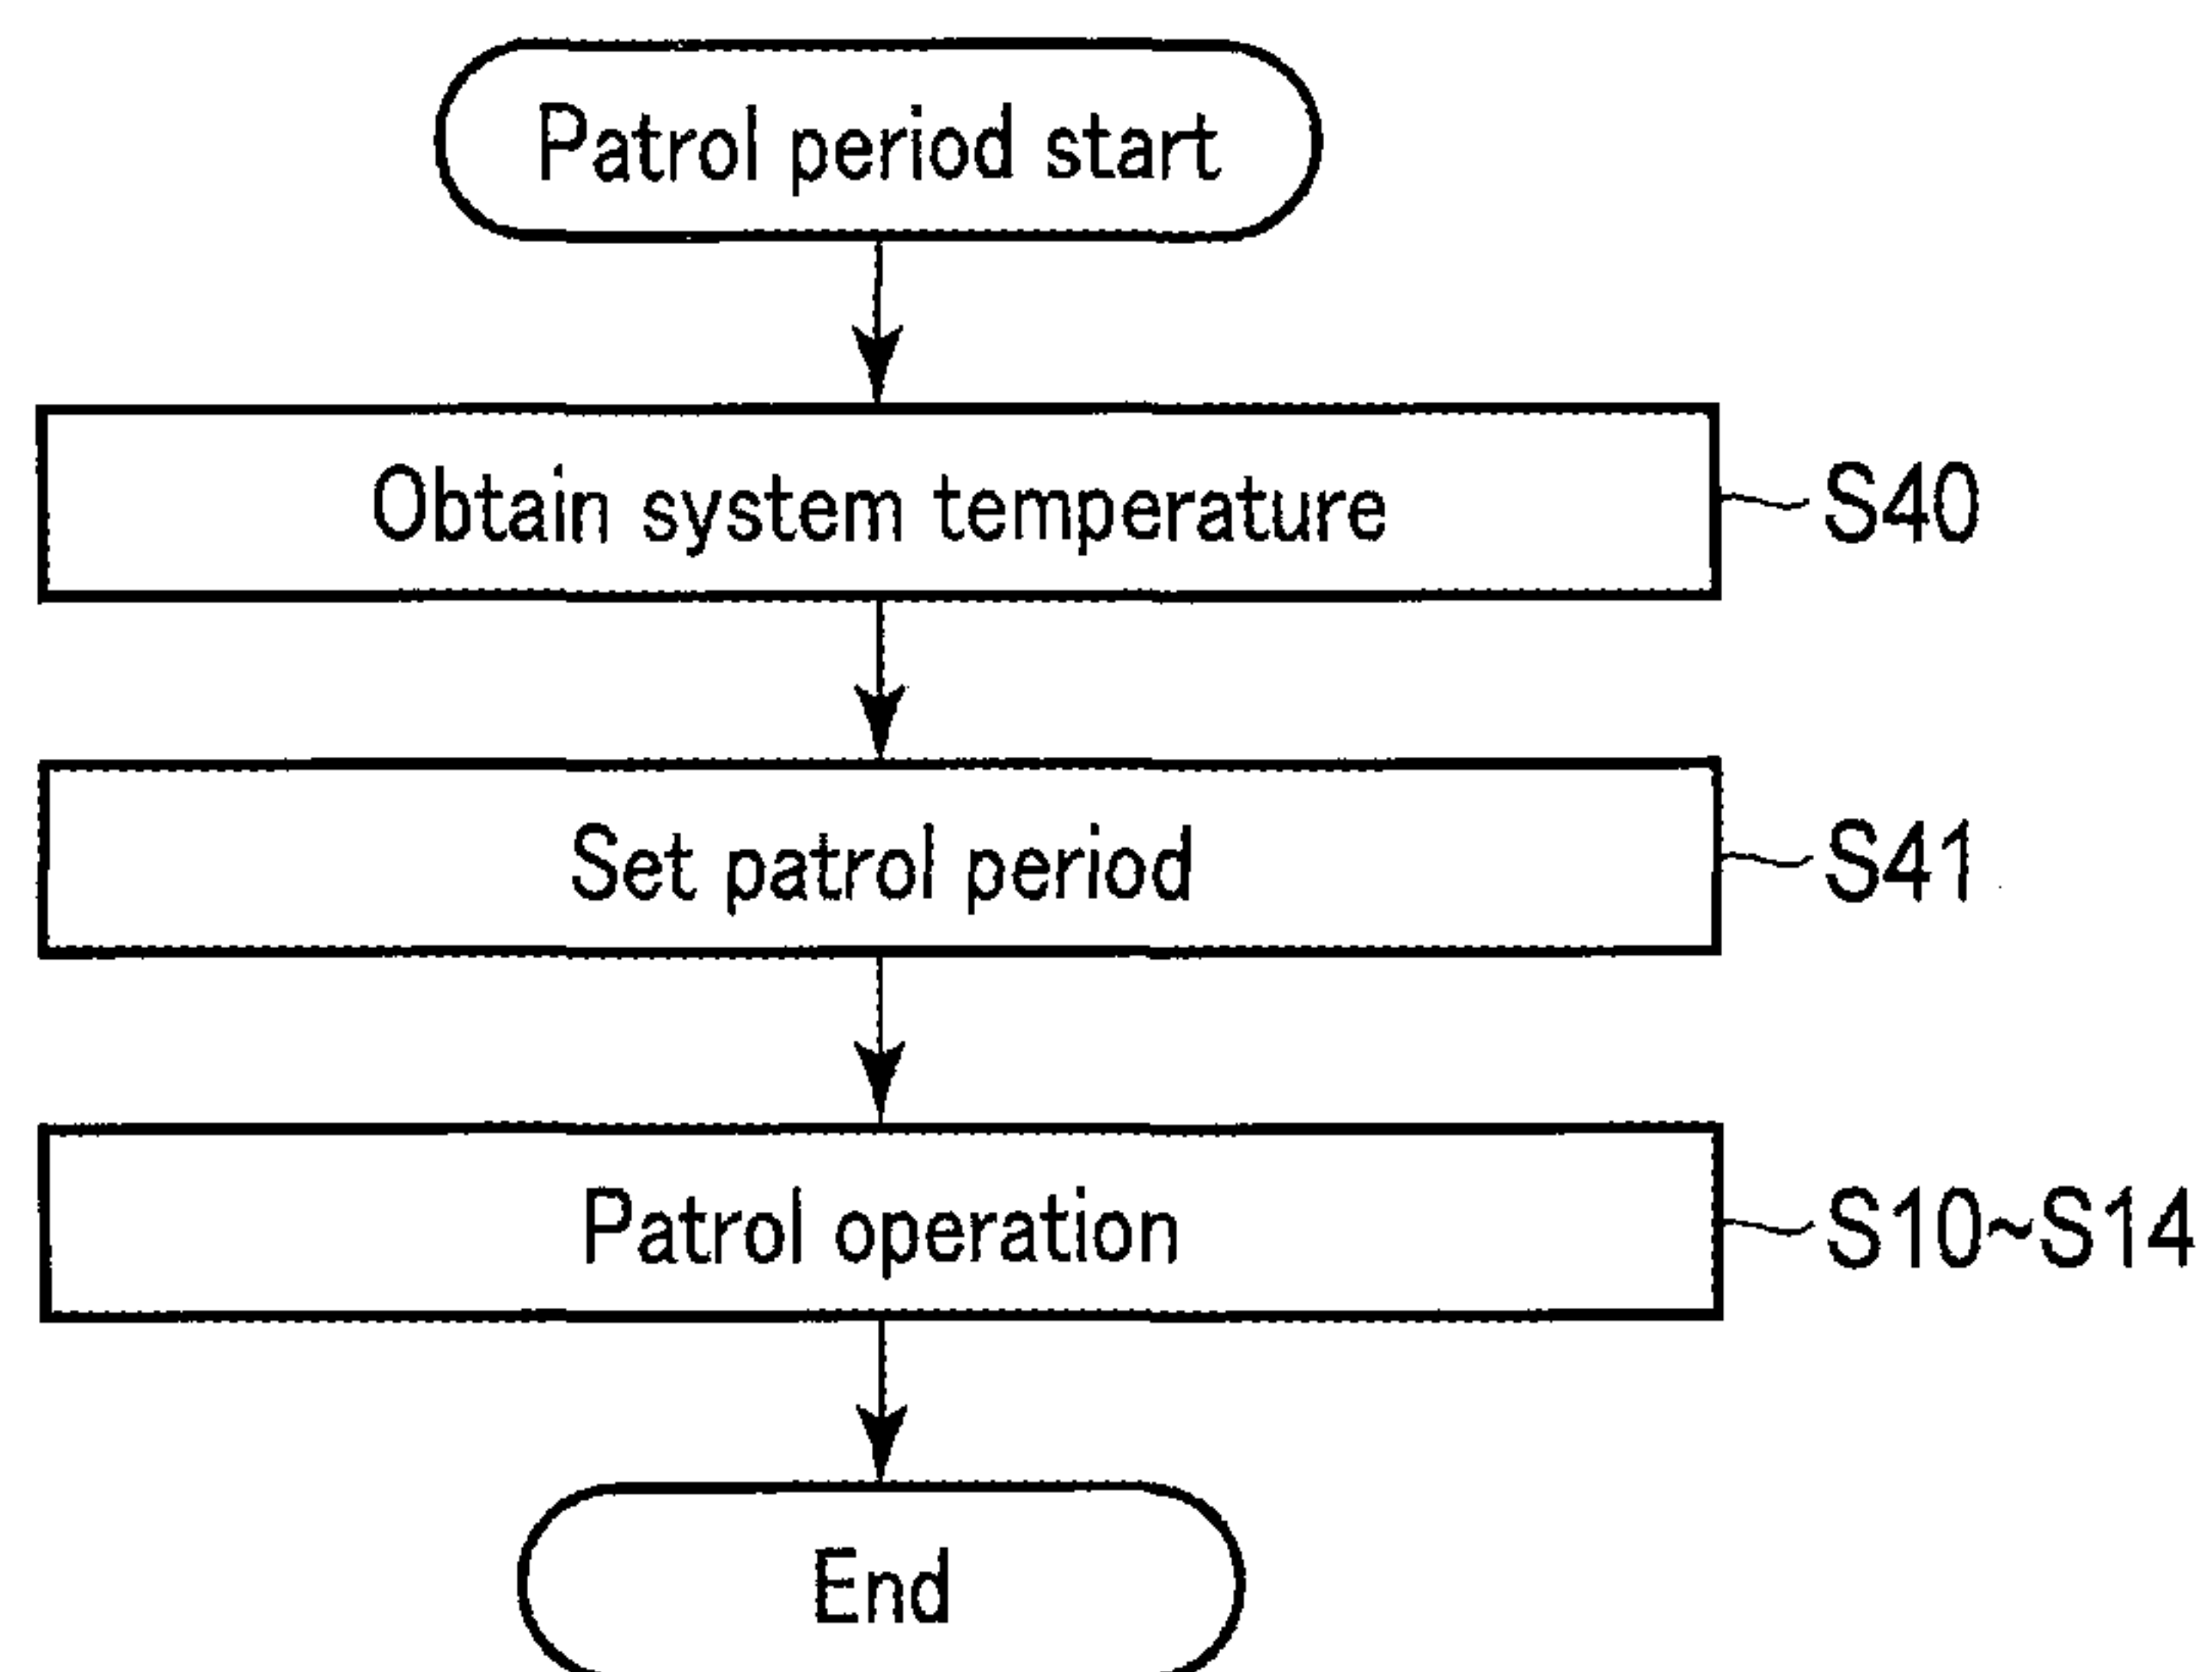 Patrol period start
Obtain system temperature
S40
Set patrol period
S41
Patrol operation
S10~S14
End